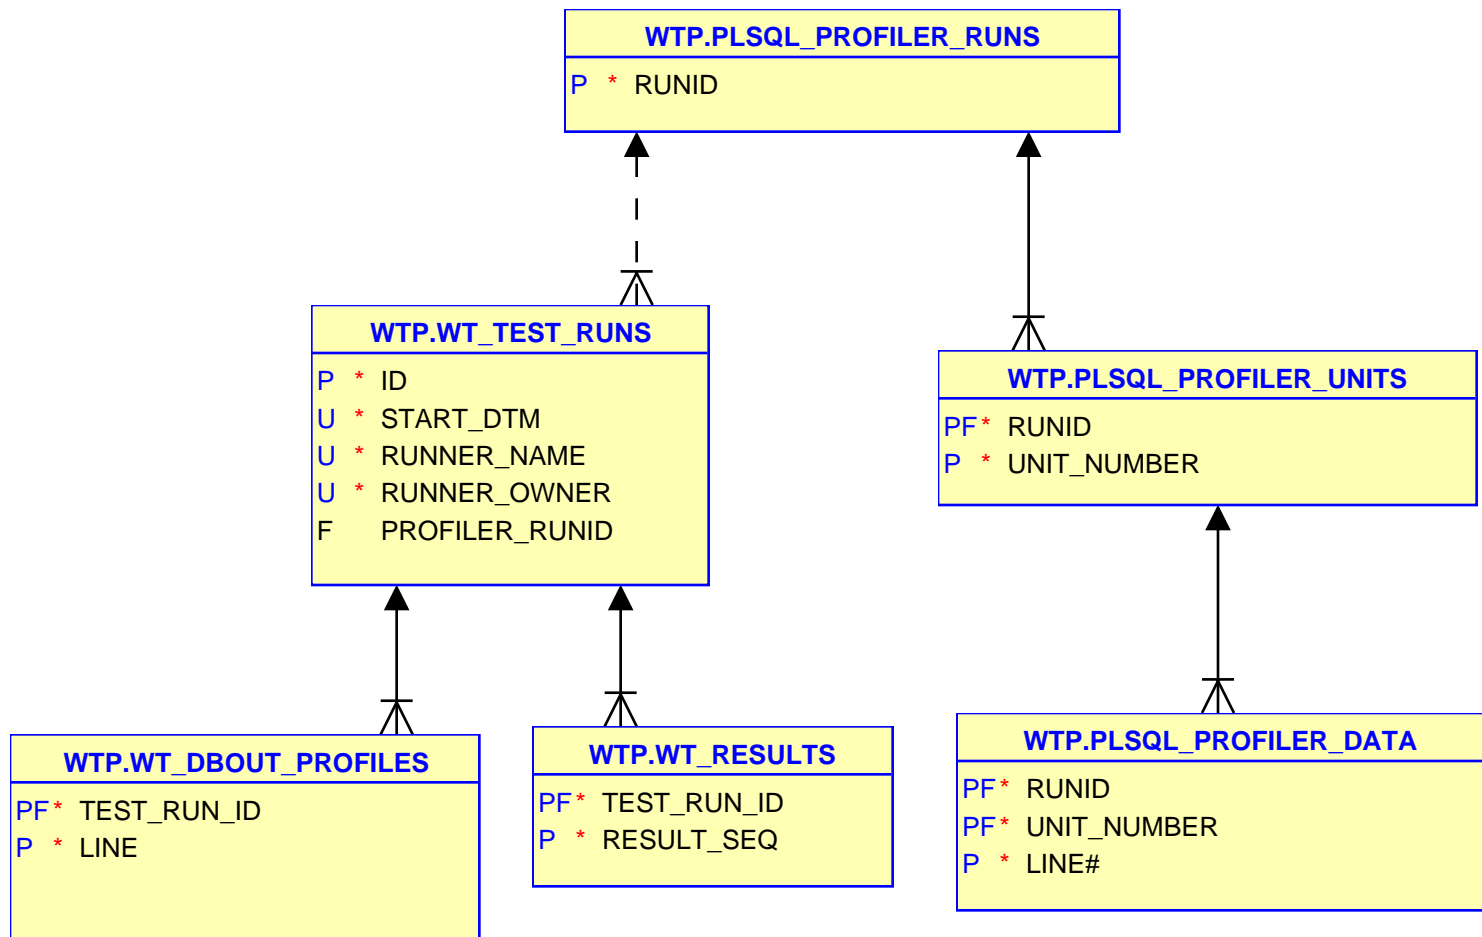 WTP.PLSQL_PROFILER_RUNS
P * RUNID
WTP.WT_TEST_RUNS
P * ID
U * START_DTM
U * RUNNER_NAME
U * RUNNER_OWNER
F PROFILER_RUNID
WTP.PLSQL_PROFILER_UNITS
PF* RUNID
P * UNIT_NUMBER
WTP.WT_DBOUT_PROFILES
PF* TEST_RUN_ID
P * LINE
WTP.WT_RESULTS
PF* TEST_RUN_ID
P * RESULT_SEQ
WTP.PLSQL_PROFILER_DATA
PF* RUNID
PF* UNIT_NUMBER
P * LINE#